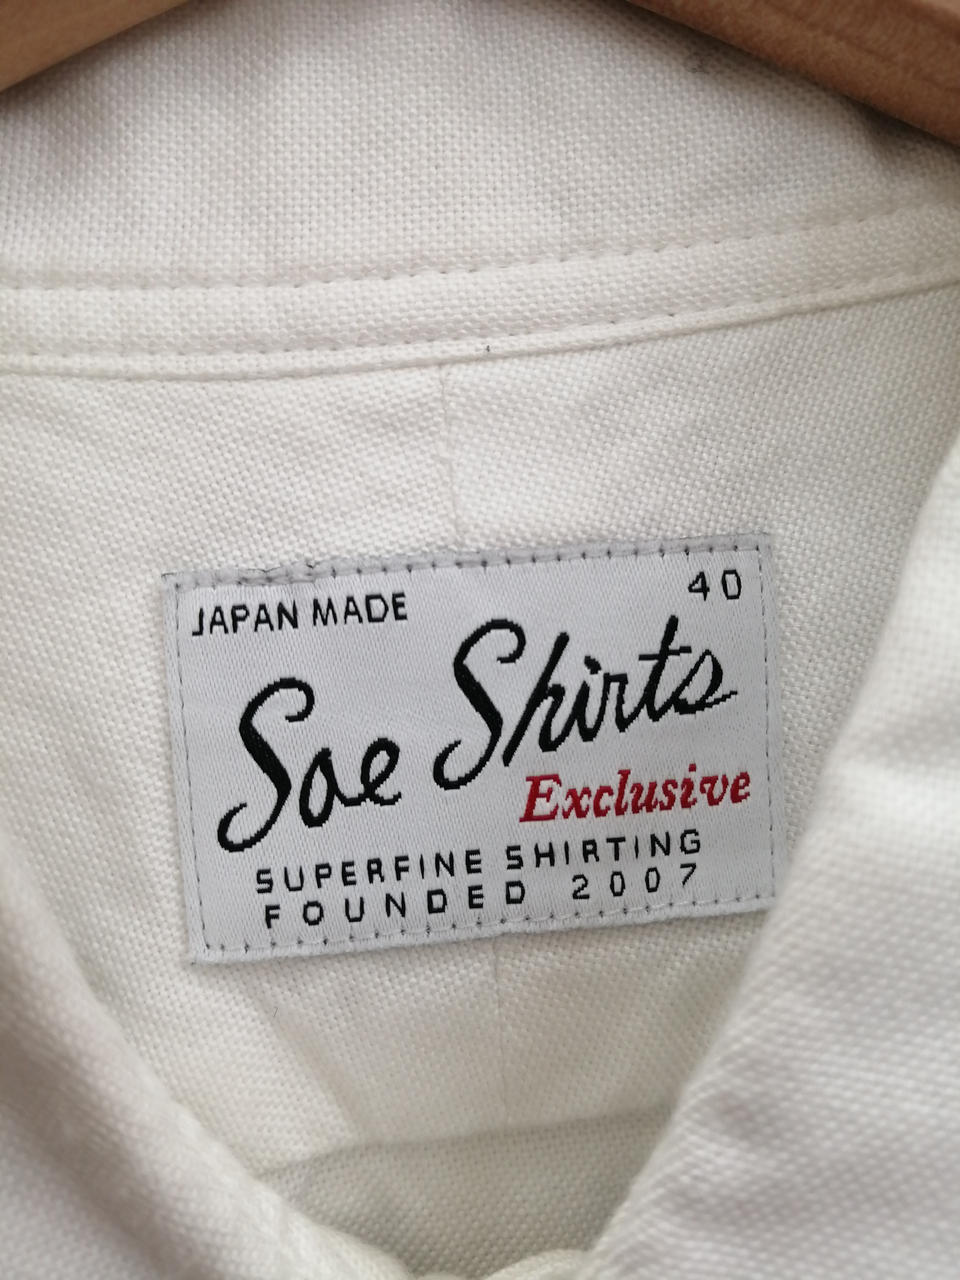 JAPAN MADE 40
Soe Shirts
Exclusive
SUPERFINE SHIRTING
FOUNDED 2007